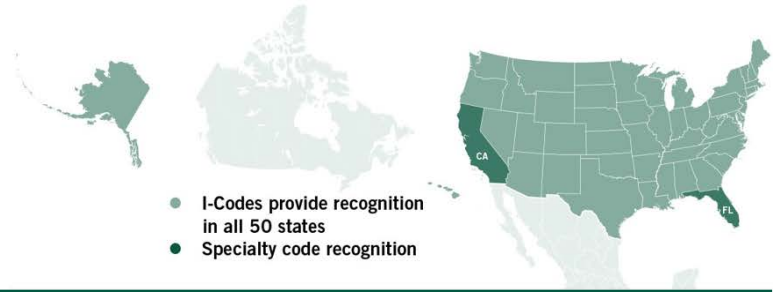 CA
FL
I-Codes provide recognition
in all 50 states
Specialty code recognition